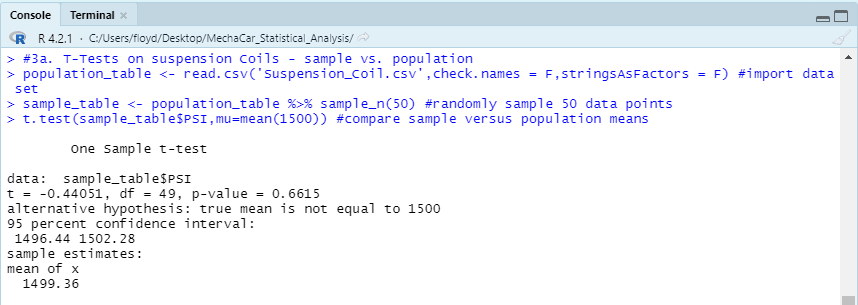 Console Terminal ×
R 4.2.1 · C:/Users/floyd/Desktop/MechaCar_Statistical_Analysis/
> #3a. T-Tests on suspension Coils - sample vs. population
> population_table <- read.csv('Suspension_Coil.csv',check.names = F,stringsAsFactors = F) #import data
set
> sample_table <- population_table %>% sample_n(50) #randomly sample 50 data points
> t.test(sample_table$PSI,mu=mean(1500)) #compare sample versus population means
One Sample t-test
data:  sample_table$PSI
t = -0.44051, df = 49, p-value = 0.6615
alternative hypothesis: true mean is not equal to 1500
95 percent confidence interval:
1496.44 1502.28
sample estimates:
mean of x
1499.36